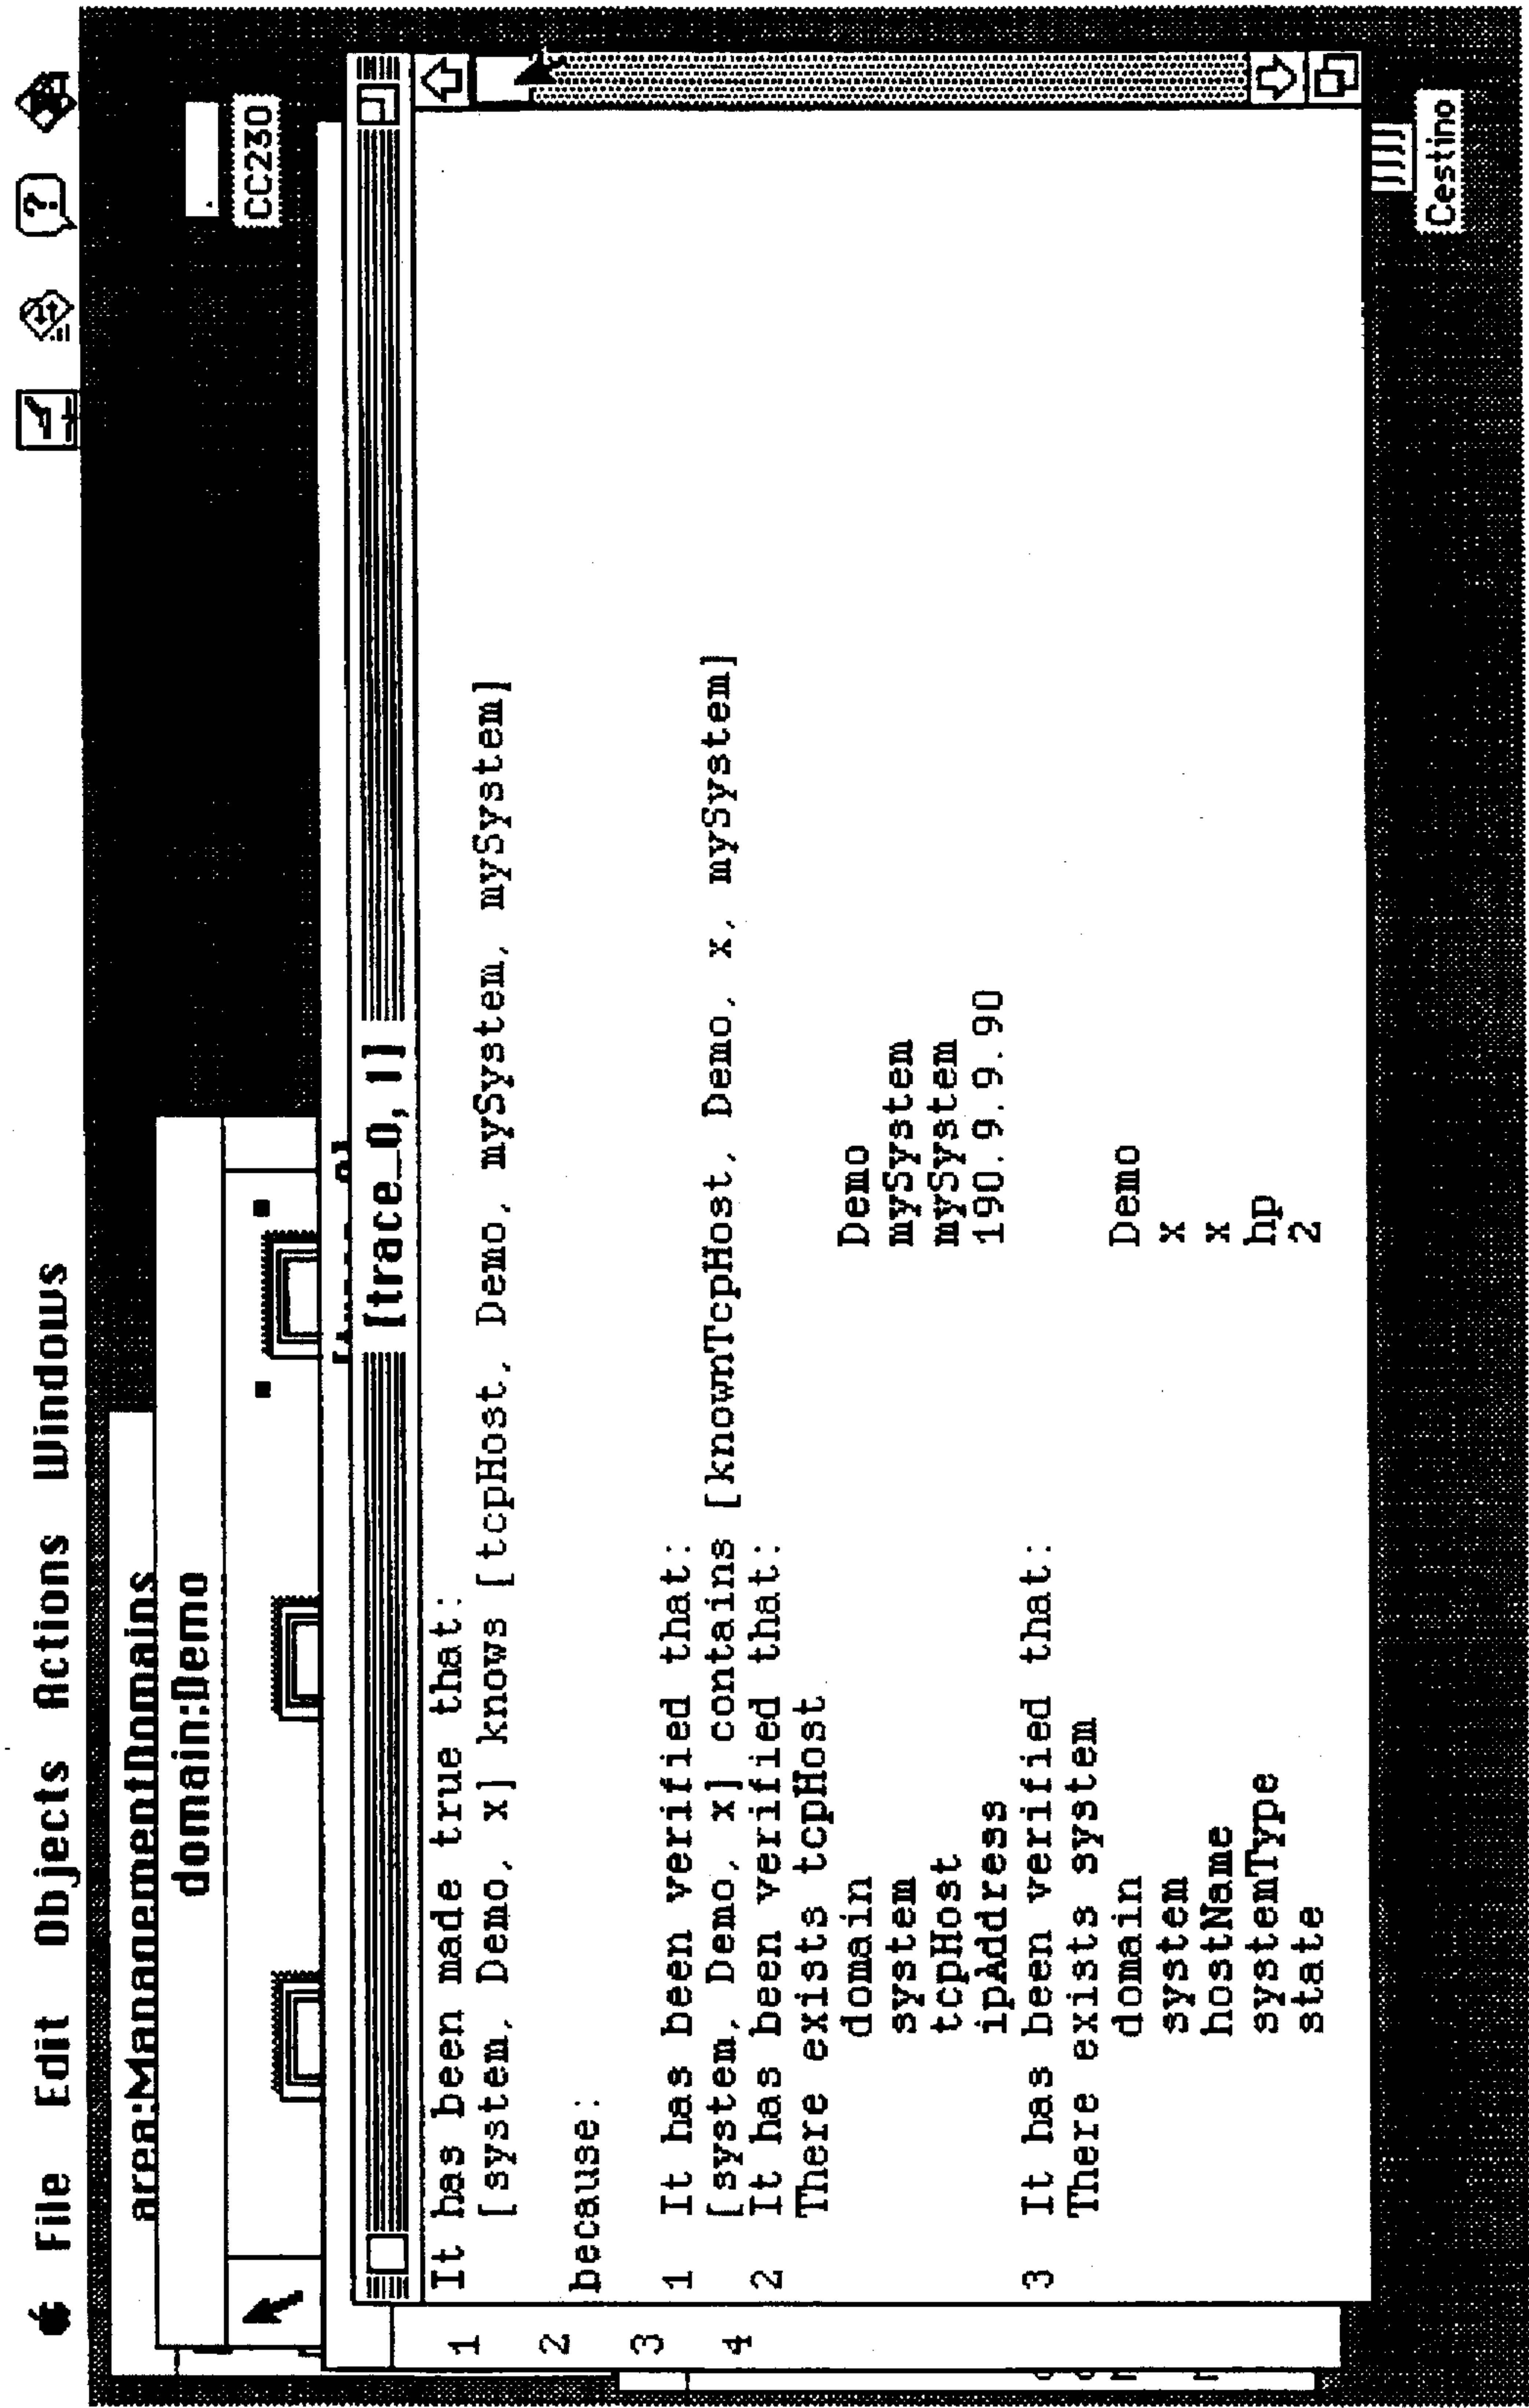 File Edit Objects Actions Windows
area:ManagementDomains
domain:Demo
CC230
[trace_0, 1]
It has been made true that:
[system, Demo, x] knows [tcpHost, Demo, mySystem, mySystem]
because:
1 It has been verified that:
[system, Demo, x] contains [knownTcpHost, Demo, x, mySystem]
2 It has been verified that:
There exists tcpHost
domain Demo
system mySystem
tcpHost mySystem
ipAddress 190.9.9.90
3 It has been verified that:
There exists system
domain Demo
system x
hostName x
systemType hp
state 2
1
2
3
4
Cestino